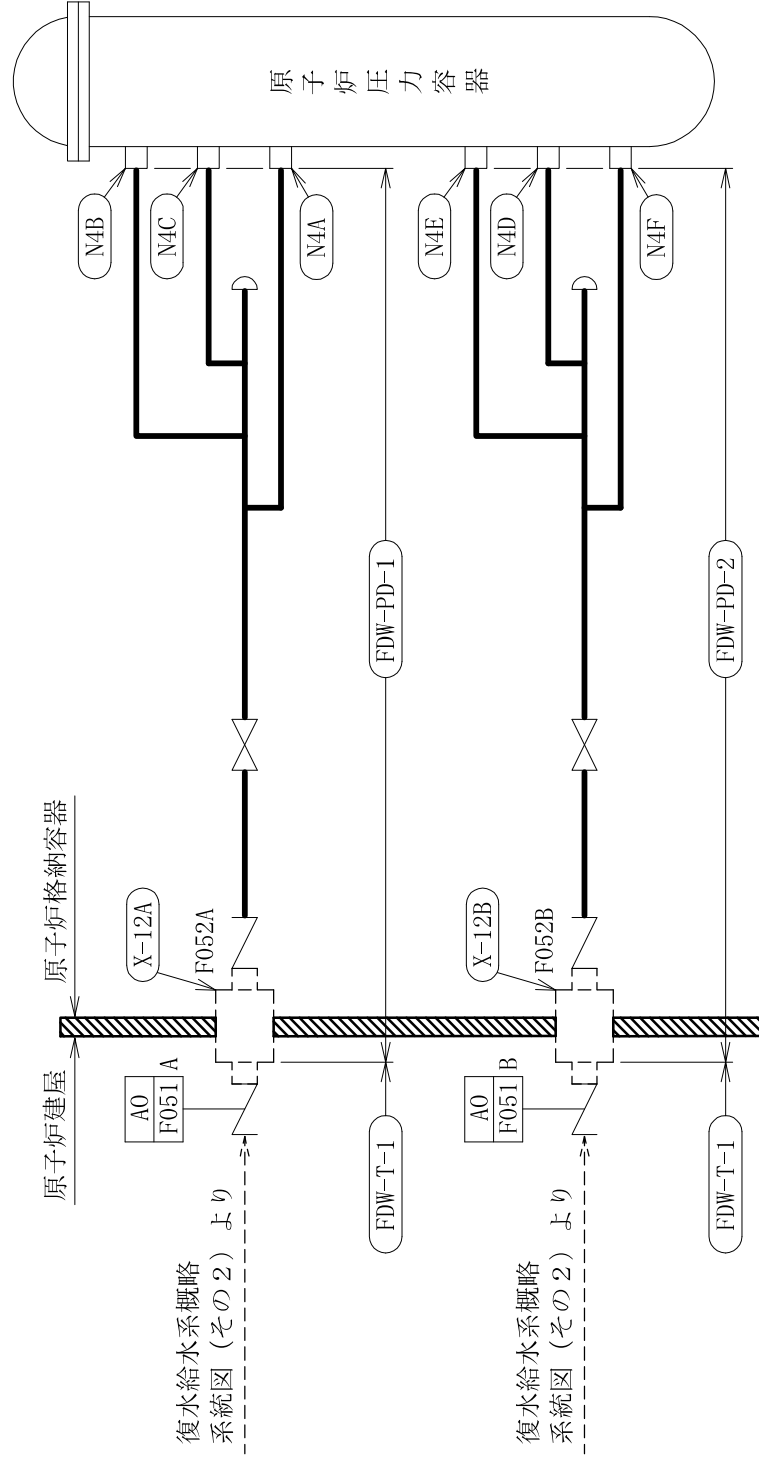 原子炉圧力容器
N4B
N4C
N4A
N4E
N4D
N4F
FDW-PD-1
FDW-PD-2
原子炉格納容器
原子炉建屋
X-12A
F052A
X-12B
F052B
AO
F051 A
AO
F051 B
FDW-T-1
FDW-T-1
復水給水系概略
系統図（その２）より
復水給水系概略
系統図（その２）より